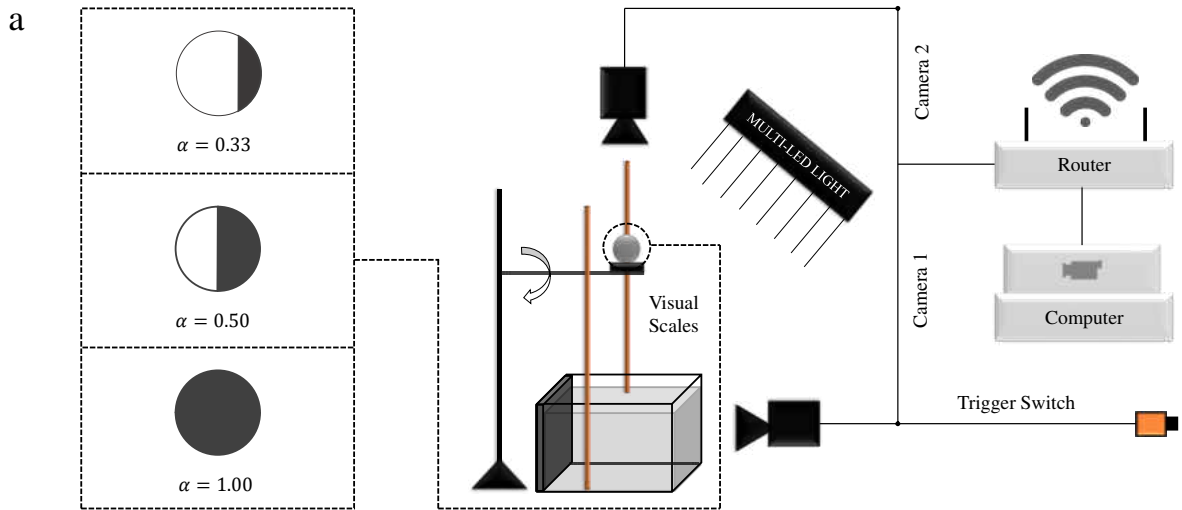 a
α = 0.33
α = 0.50
α = 1.00
MULTI-LED LIGHT
Visual
Scales
Camera 2
Camera 1
Router
Computer
Trigger Switch